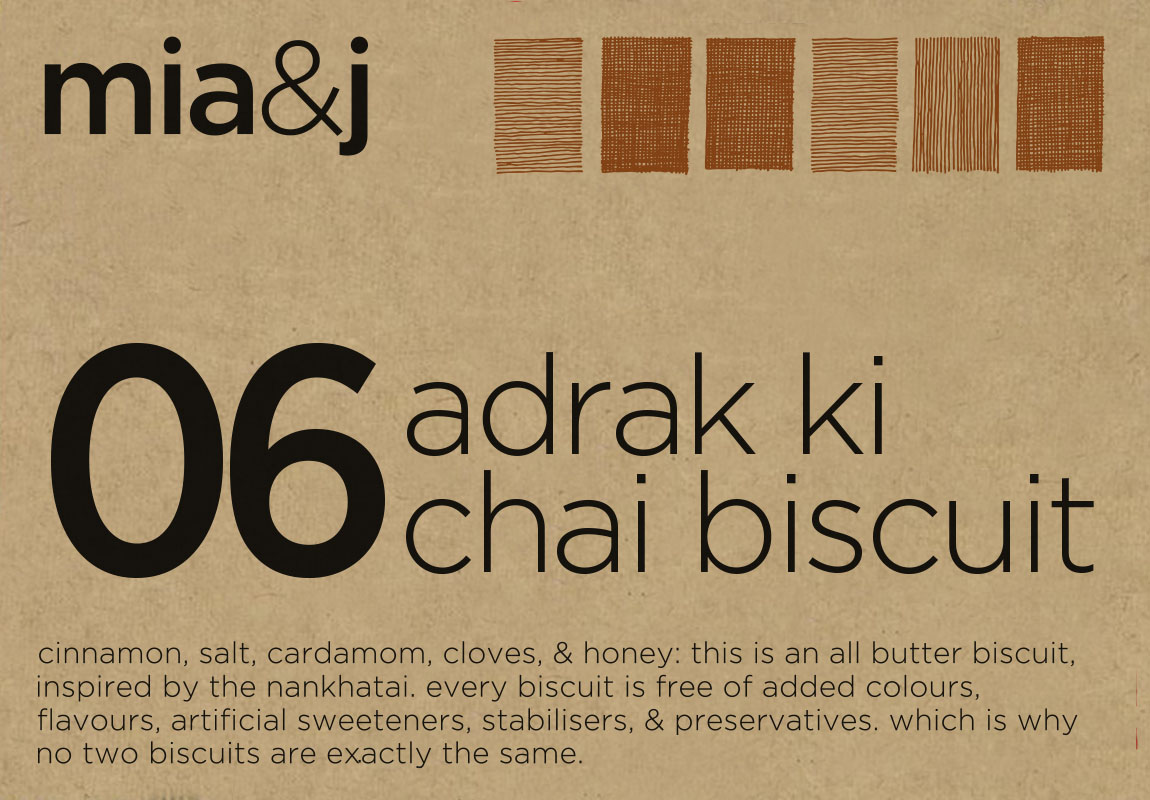 mia&j
06 adrak ki
chai biscuit
cinnamon, salt, cardamom, cloves, & honey: this is an all butter biscuit,
inspired by the nankhatai. every biscuit is free of added colours,
flavours, artificial sweeteners, stabilisers, & preservatives. which is why
no two biscuits are exactly the same.